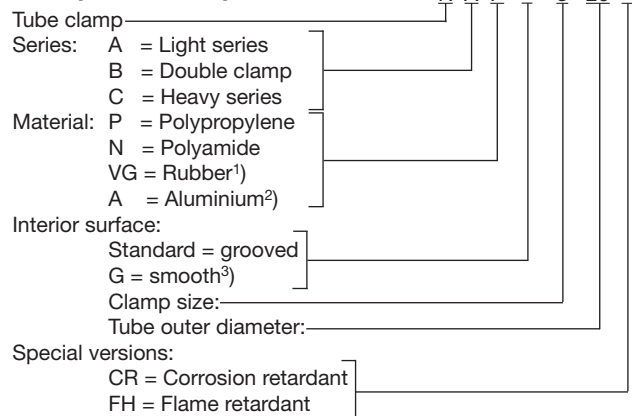 Tube clamp
Series: A = Light series
B = Double clamp
C = Heavy series
Material: P = Polypropylene
N = Polyamide
VG = Rubber¹)
A = Aluminium²)
Interior surface:
Standard = grooved
G = smooth³)
Clamp size:
Tube outer diameter:
Special versions:
CR = Corrosion retardant
FH = Flame retardant